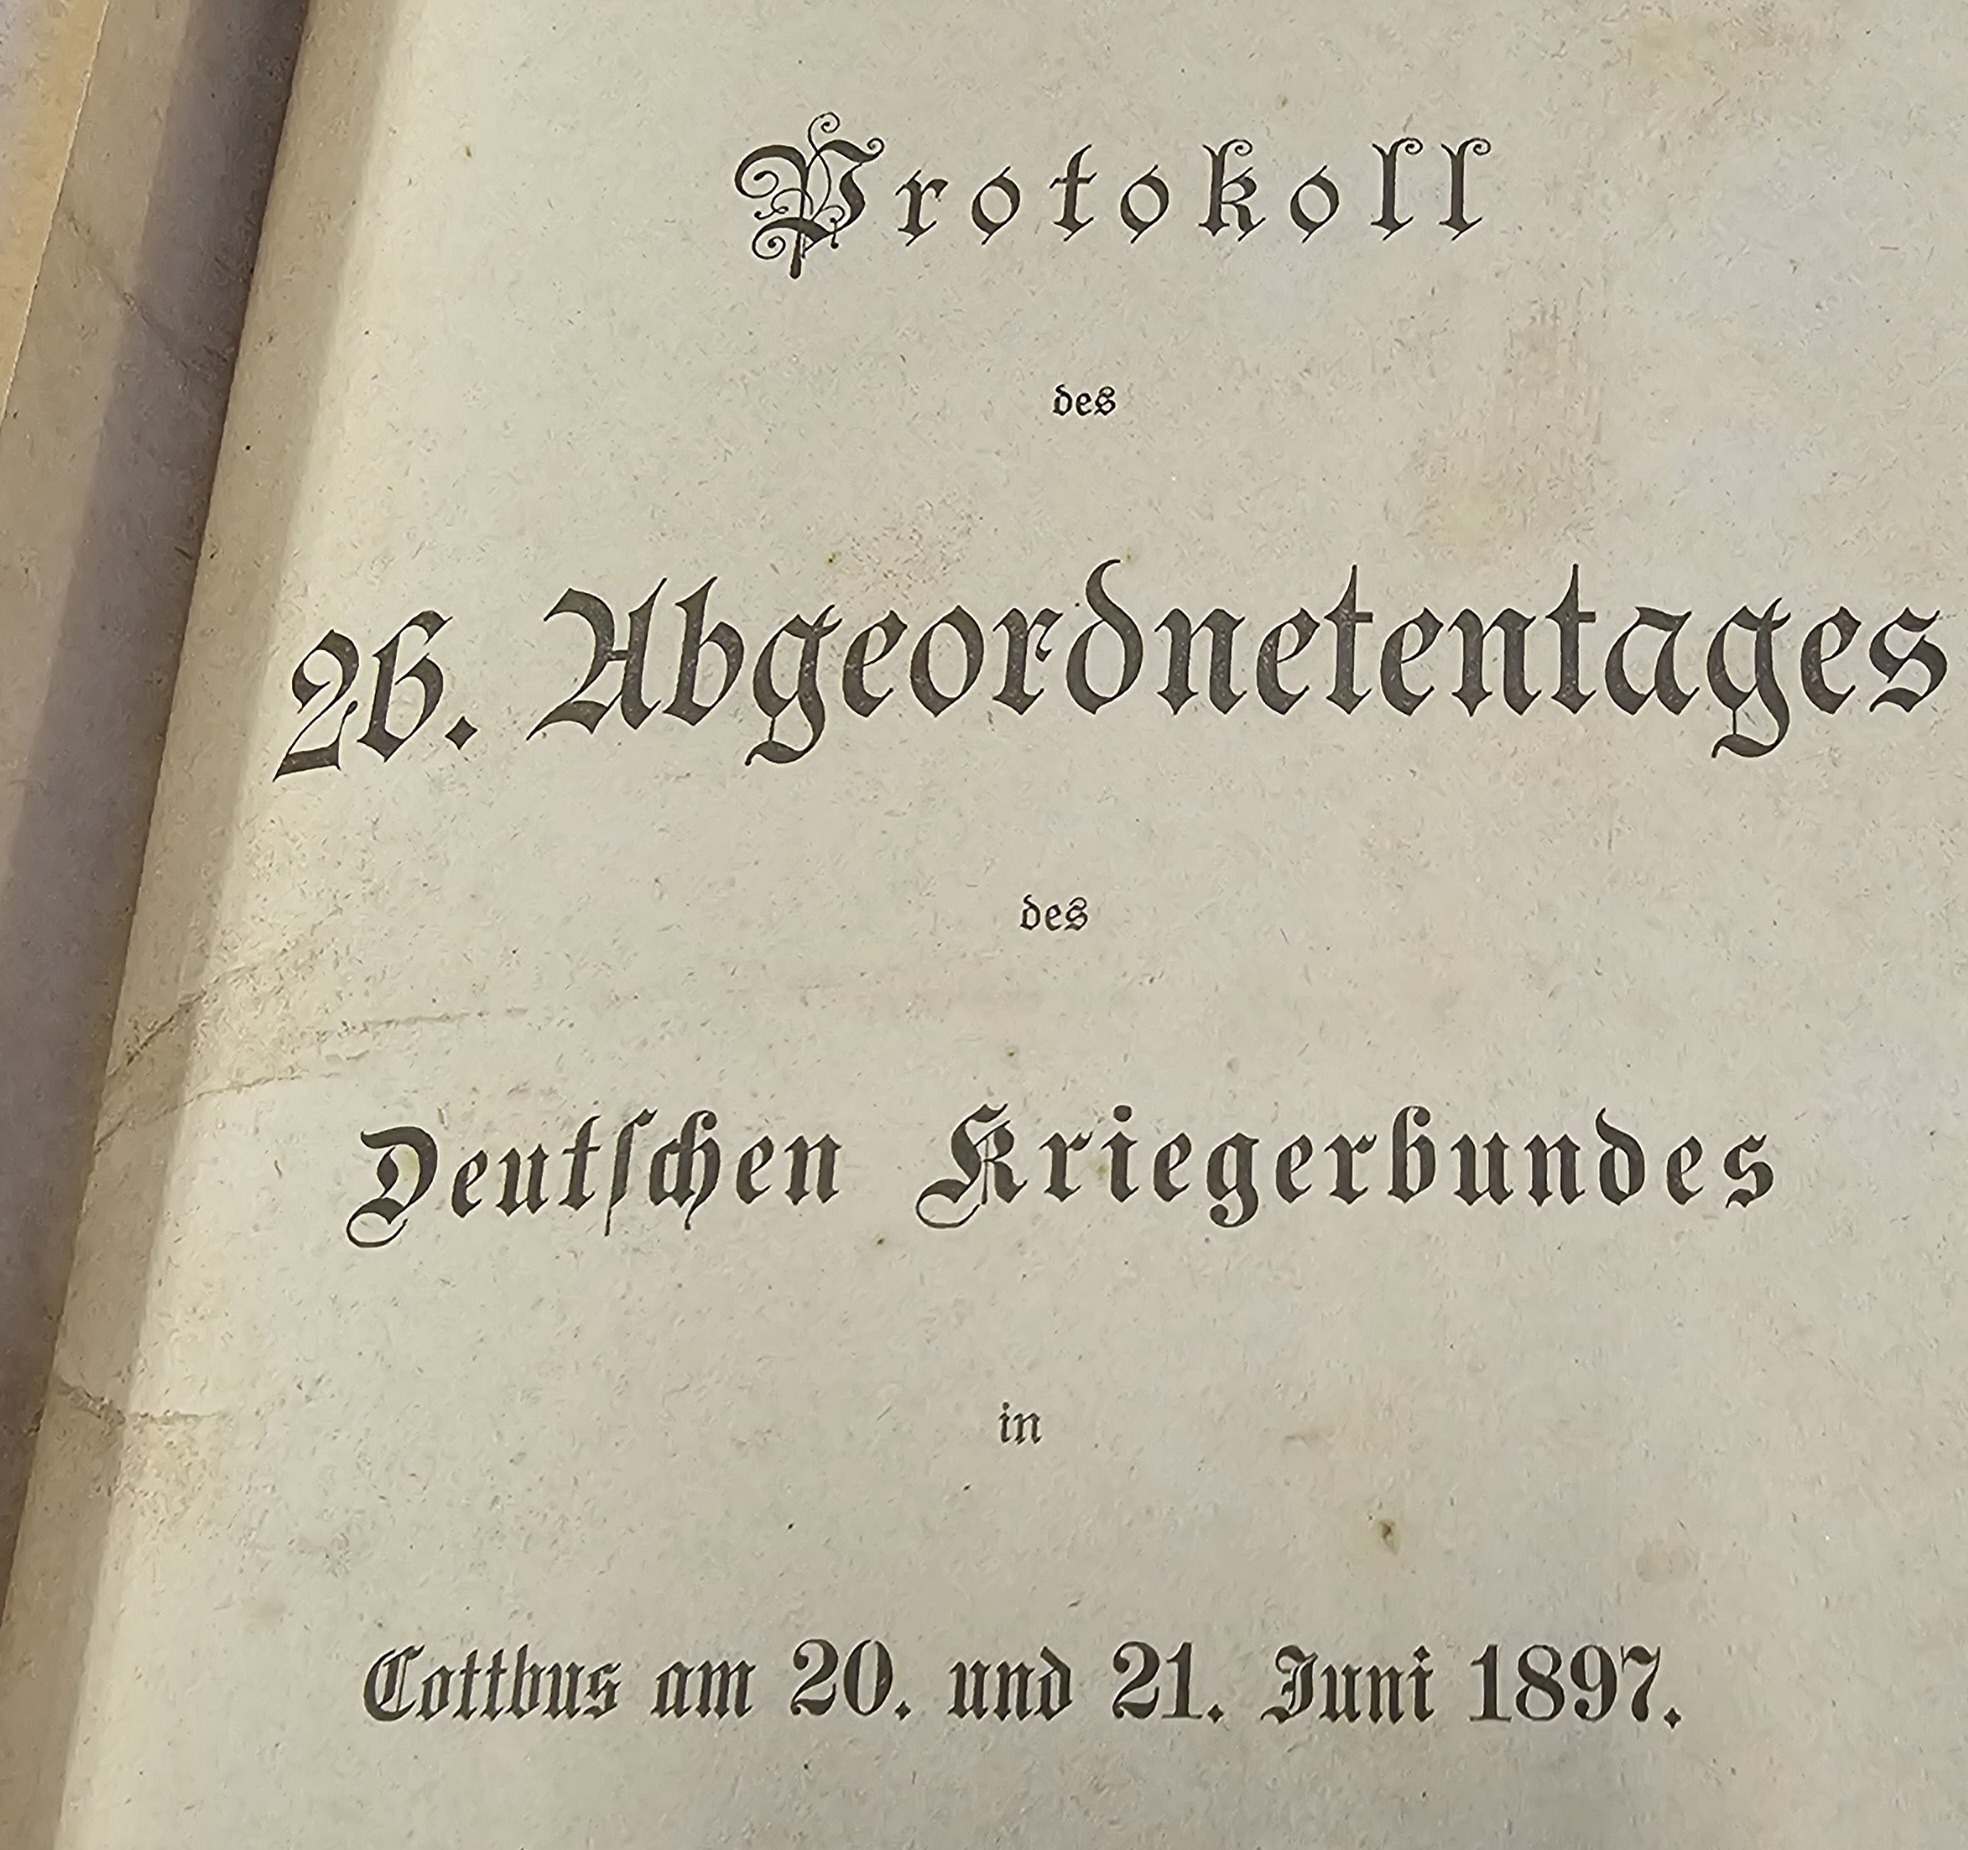 Protokoll
des
26. Abgeordnetentages
des
Deutſchen Kriegerbundes
in
Cottbus am 20. und 21. Juni 1897.